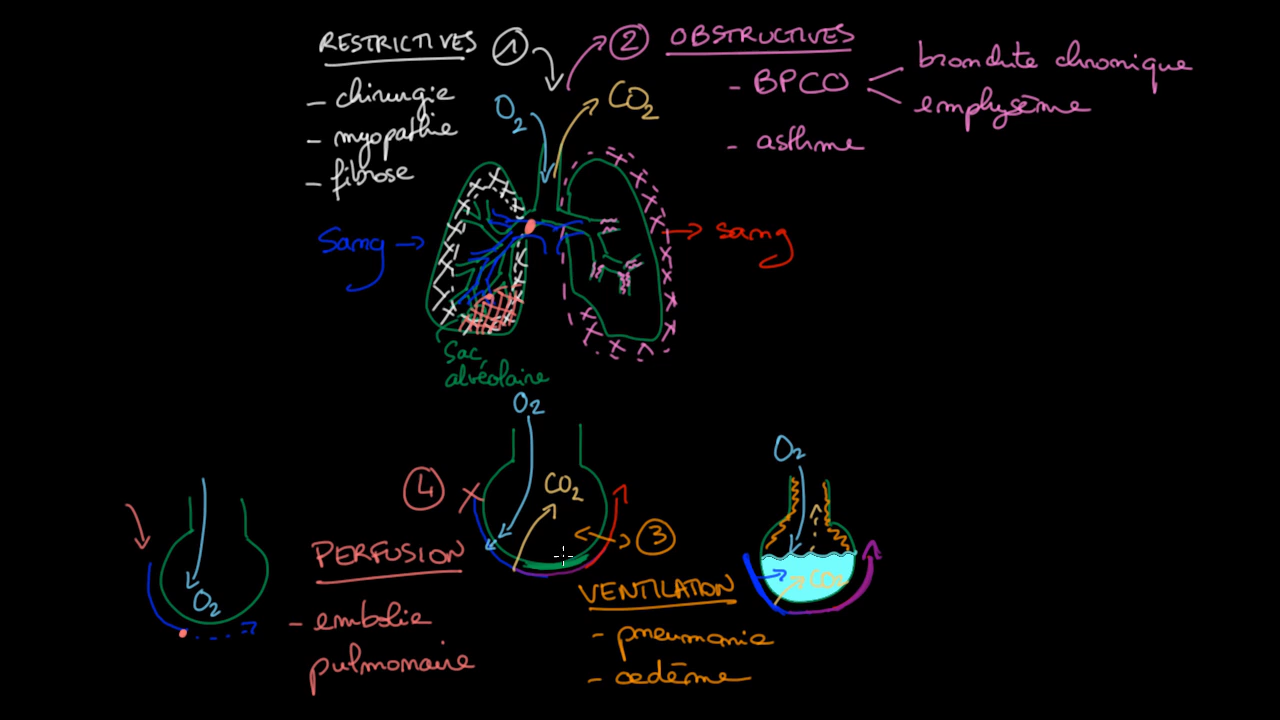 RESTRICTIVES 1
- chirurgie
- myopathie
- fibrose
2 OBSTRUCTIVES
- BPCO
bronchite chronique
emphysème
- asthme
O2
CO2
Sang
sang
Sac
alvéolaire
O2
CO2
4
3
O2
PERFUSION
- embolie
pulmonaire
VENTILATION
- pneumonie
- œdème
O2
CO2